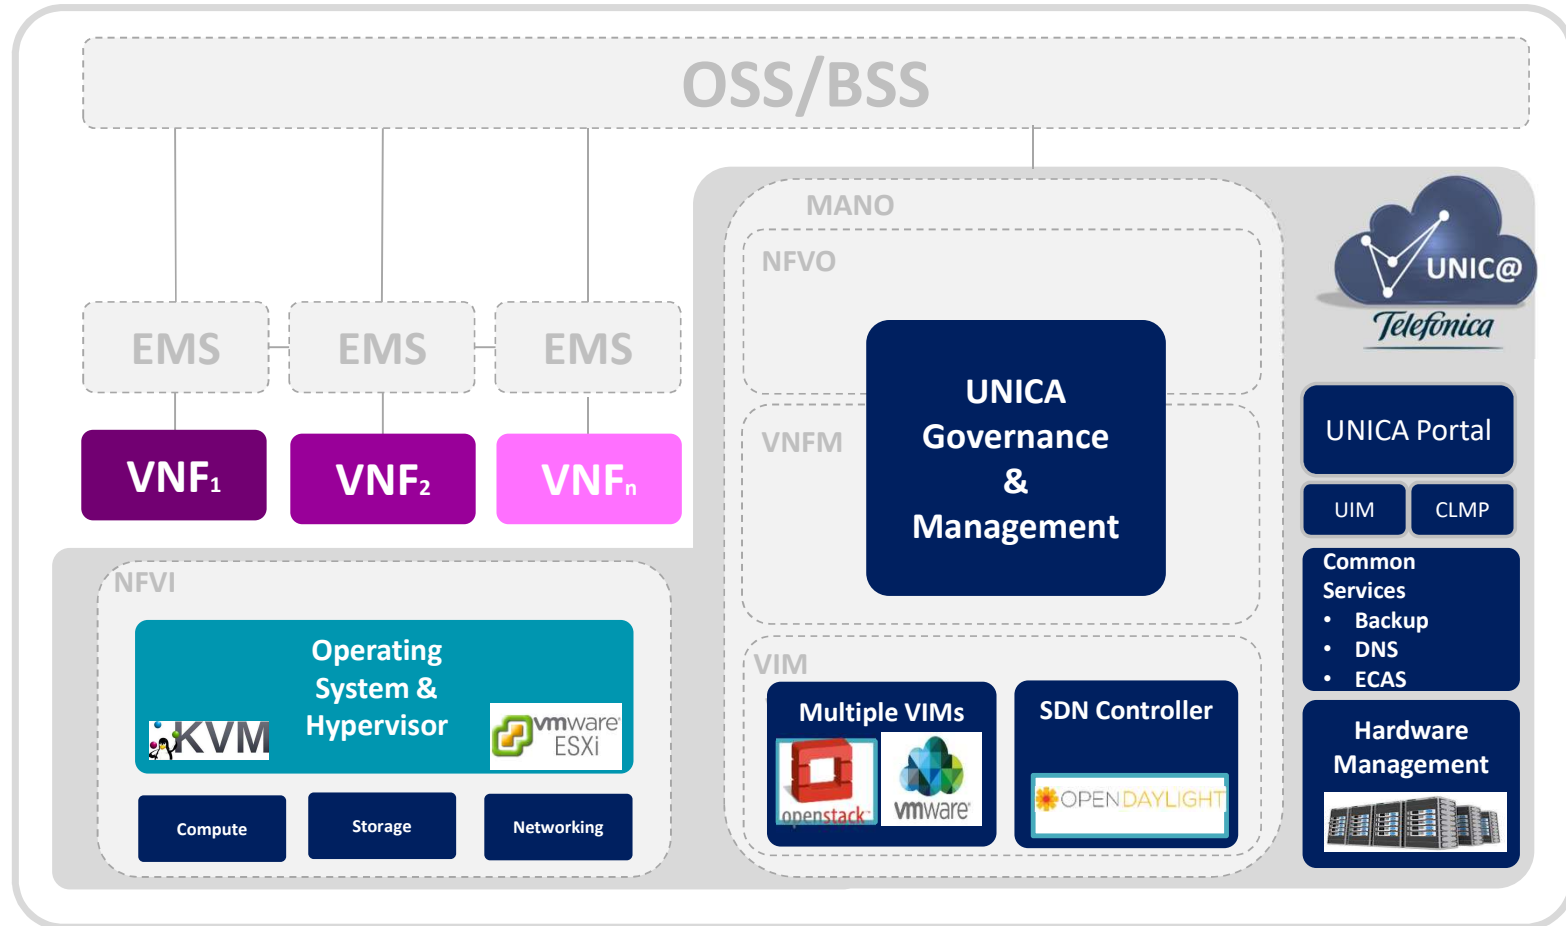 OSS/BSS
MANO
NFVO
UNIC@
Telefónica
EMS
EMS
EMS
UNICA
Governance
&
Management
VNFM
UNICA Portal
VNF1
VNF2
VNFn
UIM
CLMP
Common
Services
• Backup
• DNS
• ECAS
NFVI
Operating
System &
Hypervisor
KVM
vmware®
ESXi
VIM
Multiple VIMs
openstack™
vmware®
SDN Controller
OPENDAYLIGHT
Hardware
Management
Compute
Storage
Networking